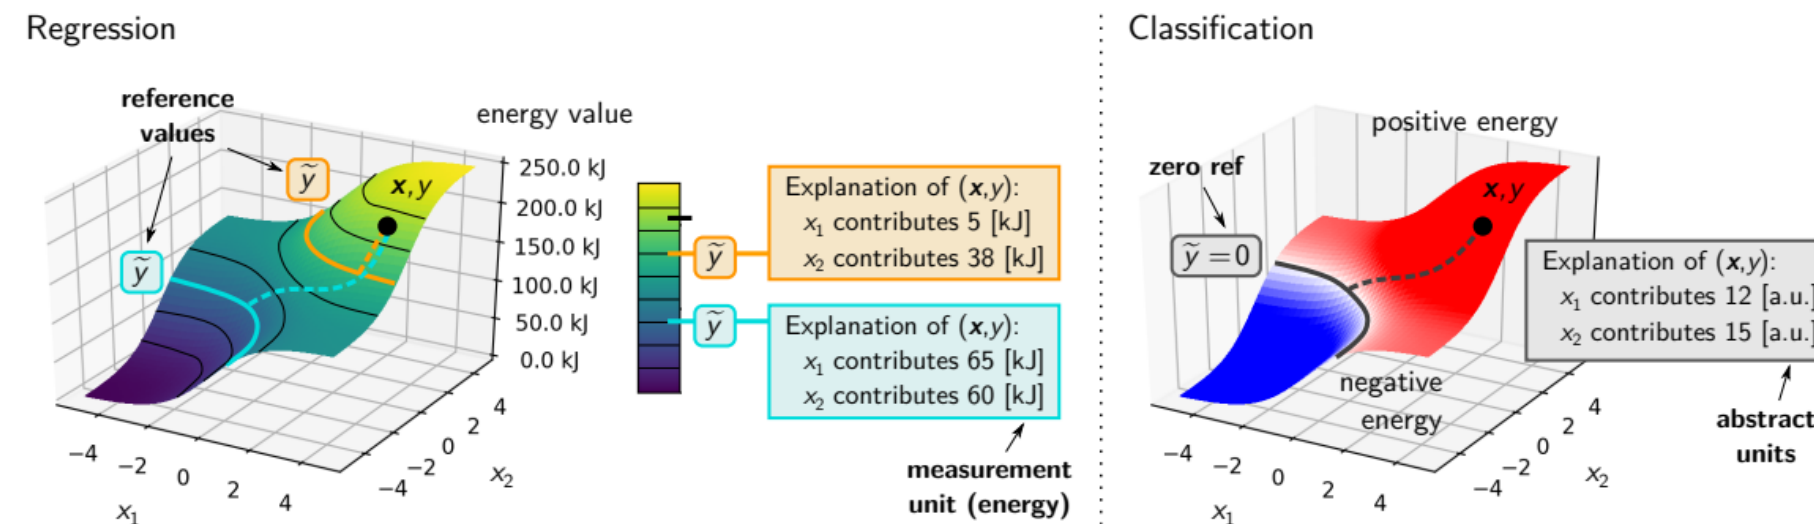 Regression
reference
values
energy value
ỹ
x, y
250.0 kJ
200.0 kJ
150.0 kJ
100.0 kJ
50.0 kJ
0.0 kJ
ỹ
−4
−2
0
2
4
x₁
−4
−2
0
2
4
x₂
ỹ
Explanation of (x,y):
x₁ contributes 5 [kJ]
x₂ contributes 38 [kJ]
ỹ
Explanation of (x,y):
x₁ contributes 65 [kJ]
x₂ contributes 60 [kJ]
measurement
unit (energy)
Classification
positive energy
zero ref
x, y
ỹ = 0
Explanation of (x,y):
x₁ contributes 12 [a.u.]
x₂ contributes 15 [a.u.]
negative
energy
−4
−2
0
2
4
x₁
−4
−2
0
2
4
x₂
abstract
units